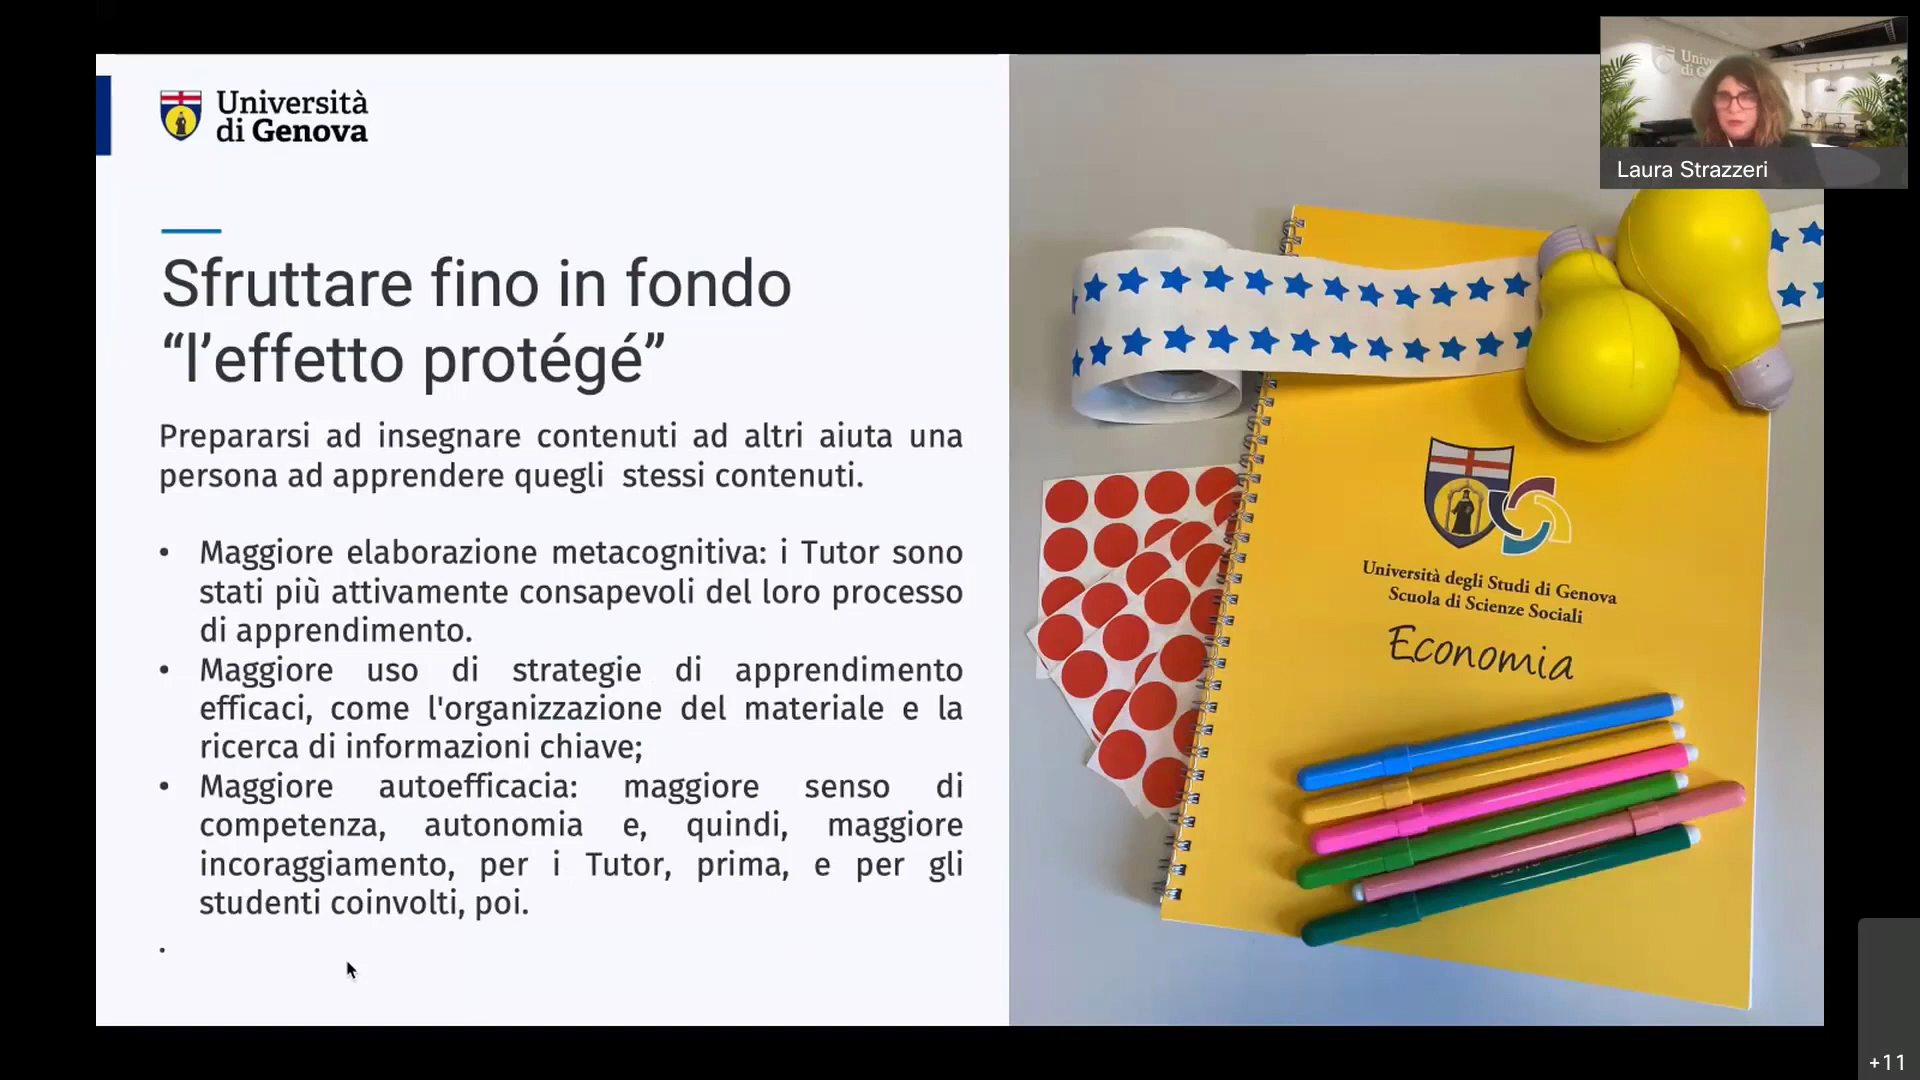 Università
di Genova
Laura Strazzeri
Sfruttare fino in fondo
“l’effetto protégé”
Prepararsi ad insegnare contenuti ad altri aiuta una
persona ad apprendere quegli stessi contenuti.
• Maggiore elaborazione metacognitiva: i Tutor sono
stati più attivamente consapevoli del loro processo
di apprendimento.
• Maggiore uso di strategie di apprendimento
efficaci, come l'organizzazione del materiale e la
ricerca di informazioni chiave;
• Maggiore autoefficacia: maggiore senso di
competenza, autonomia e, quindi, maggiore
incoraggiamento, per i Tutor, prima, e per gli
studenti coinvolti, poi.
.
Università degli Studi di Genova
Scuola di Scienze Sociali
Economia
+11